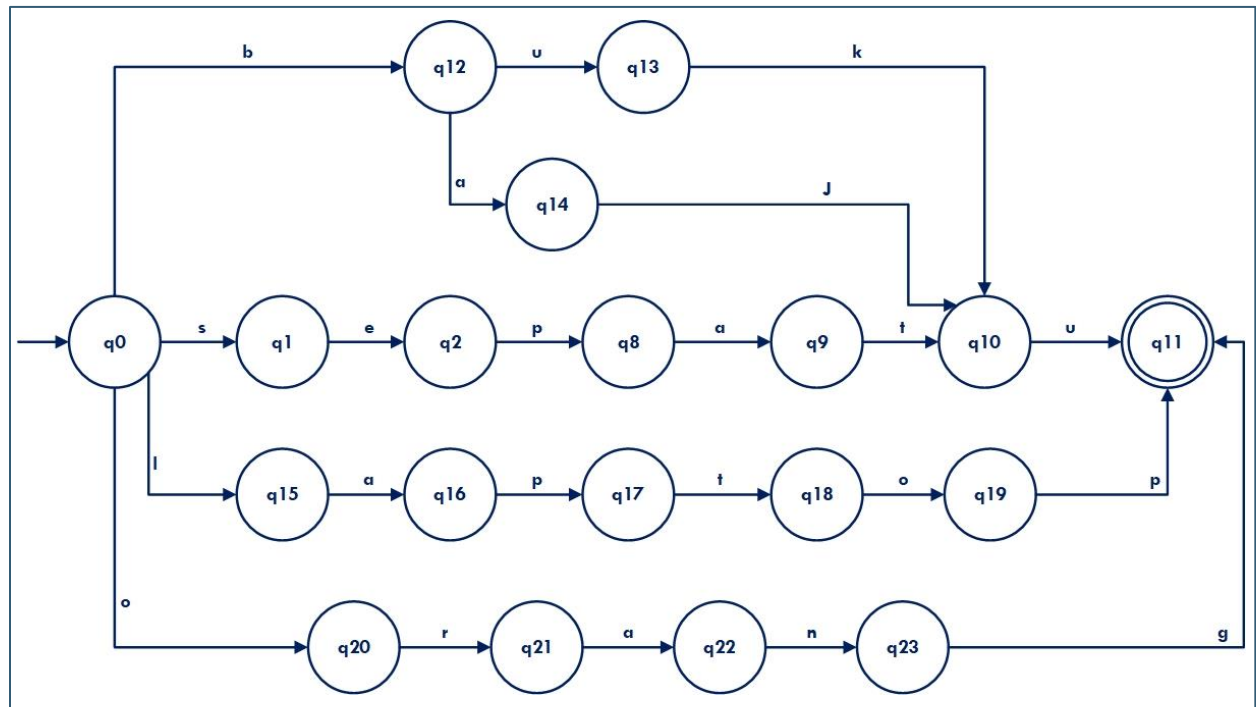 b q12 u q13 k
a q14 J
q0 s q1 e q2 p q8 a q9 t q10 u q11
l q15 a q16 p q17 t q18 o q19 p
o q20 r q21 a q22 n q23 g